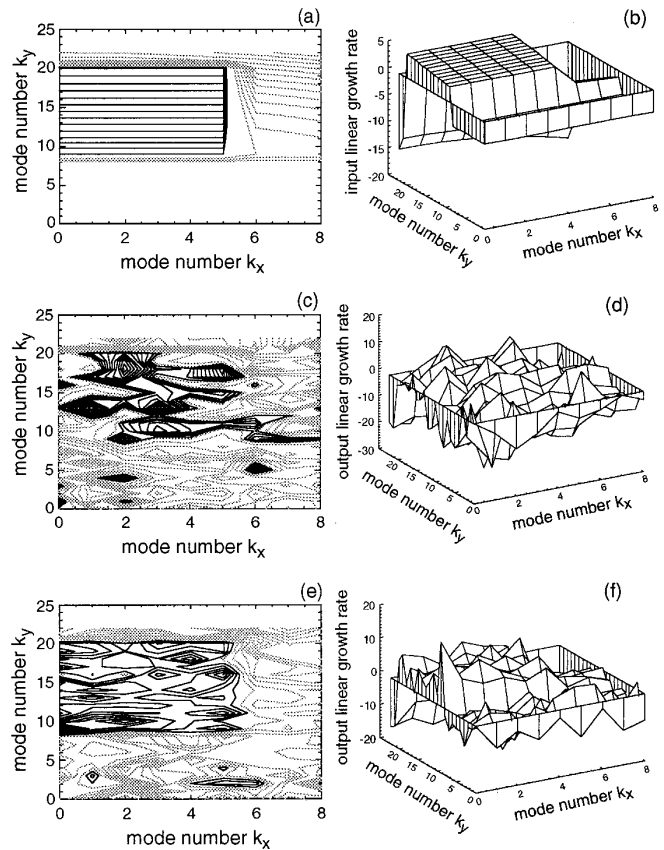 (a)
mode number ky
25
20
15
10
5
0
0 2 4 6 8
mode number kx
(b)
input linear growth rate
5
0
-5
-10
-15
-20
20 15 10 5 0
mode number ky
0 2 4 6 8
mode number kx
(c)
mode number ky
25
20
15
10
5
0
0 2 4 6 8
mode number kx
(d)
output linear growth rate
20
10
0
-10
-20
-30
20 15 10 5 0
mode number ky
0 2 4 6 8
mode number kx
(e)
mode number ky
25
20
15
10
5
0
0 2 4 6 8
mode number kx
(f)
output linear growth rate
20
10
0
-10
-20
20 15 10 5 0
mode number ky
0 2 4 6 8
mode number kx